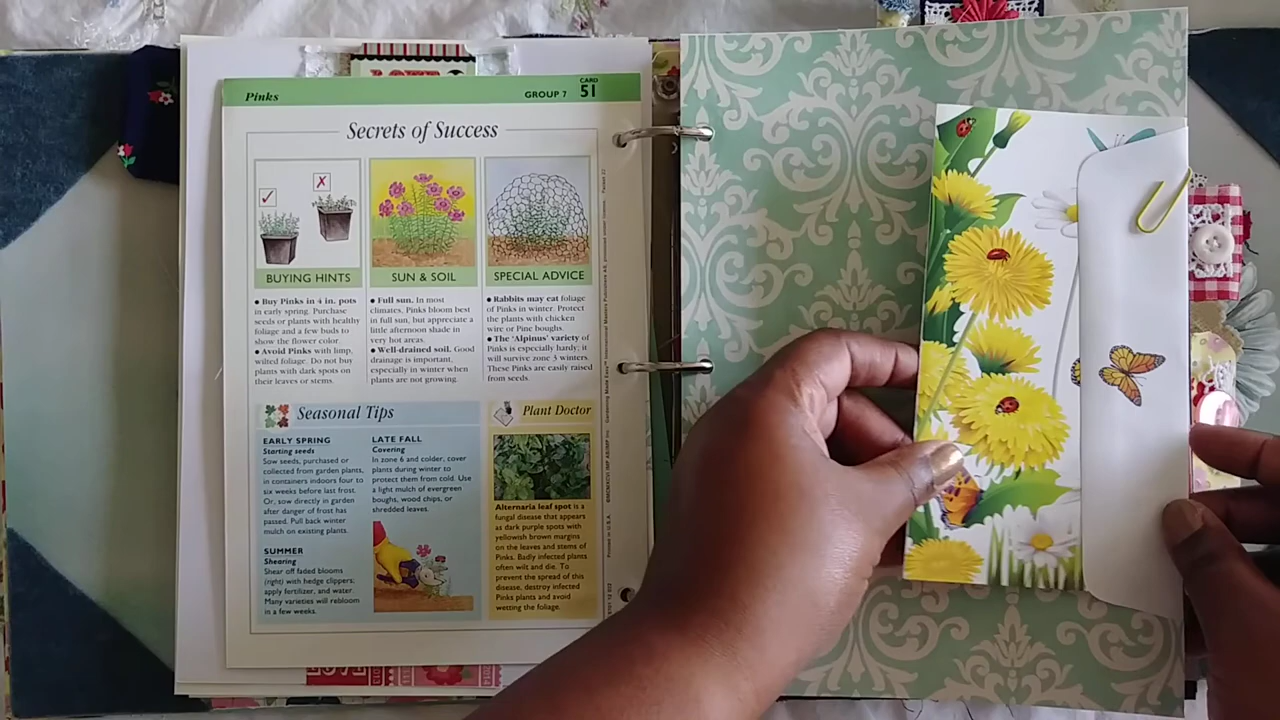 LOVE
Pinks
GROUP 7
CARD
51
Secrets of Success
BUYING HINTS
● Buy Pinks in 4 in. pots
in early spring. Purchase
seeds or plants with healthy
foliage and a few buds to
show the flower color.
● Avoid Pinks with limp,
wilted foliage. Do not buy
plants with dark spots on
their leaves or stems.
SUN & SOIL
● Full sun. In most
climates, Pinks bloom best
in full sun, but appreciate a
little afternoon shade in
very hot areas.
● Well-drained soil. Good
drainage is important,
especially in winter when
plants are not growing.
SPECIAL ADVICE
● Rabbits may eat foliage
of Pinks in winter. Protect
the plants with chicken
wire or Pine boughs.
● The 'Alpinus' variety of
Pinks is especially hardy; it
will survive zone 3 winters.
These Pinks are easily raised
from seeds.
Seasonal Tips
EARLY SPRING
Starting seeds
Sow seeds, purchased or
collected from garden plants,
in containers indoors four to
six weeks before last frost.
Or, sow directly in garden
after danger of frost has
passed. Pull back winter
mulch on existing plants.
SUMMER
Shearing
Shear off faded blooms
(right) with hedge clippers;
apply fertilizer, and water.
Many varieties will rebloom
in a few weeks.
LATE FALL
Covering
In zone 6 and colder, cover
plants during winter to
protect them from cold. Use
a light mulch of evergreen
boughs, wood chips, or
shredded leaves.
Plant Doctor
Alternaria leaf spot is a
fungal disease that appears
as dark purple spots with
yellowish brown margins
on the leaves and stems of
Pinks. Badly infected plants
often wilt and die. To
prevent the spread of this
disease, destroy infected
Pinks plants and avoid
wetting the foliage.